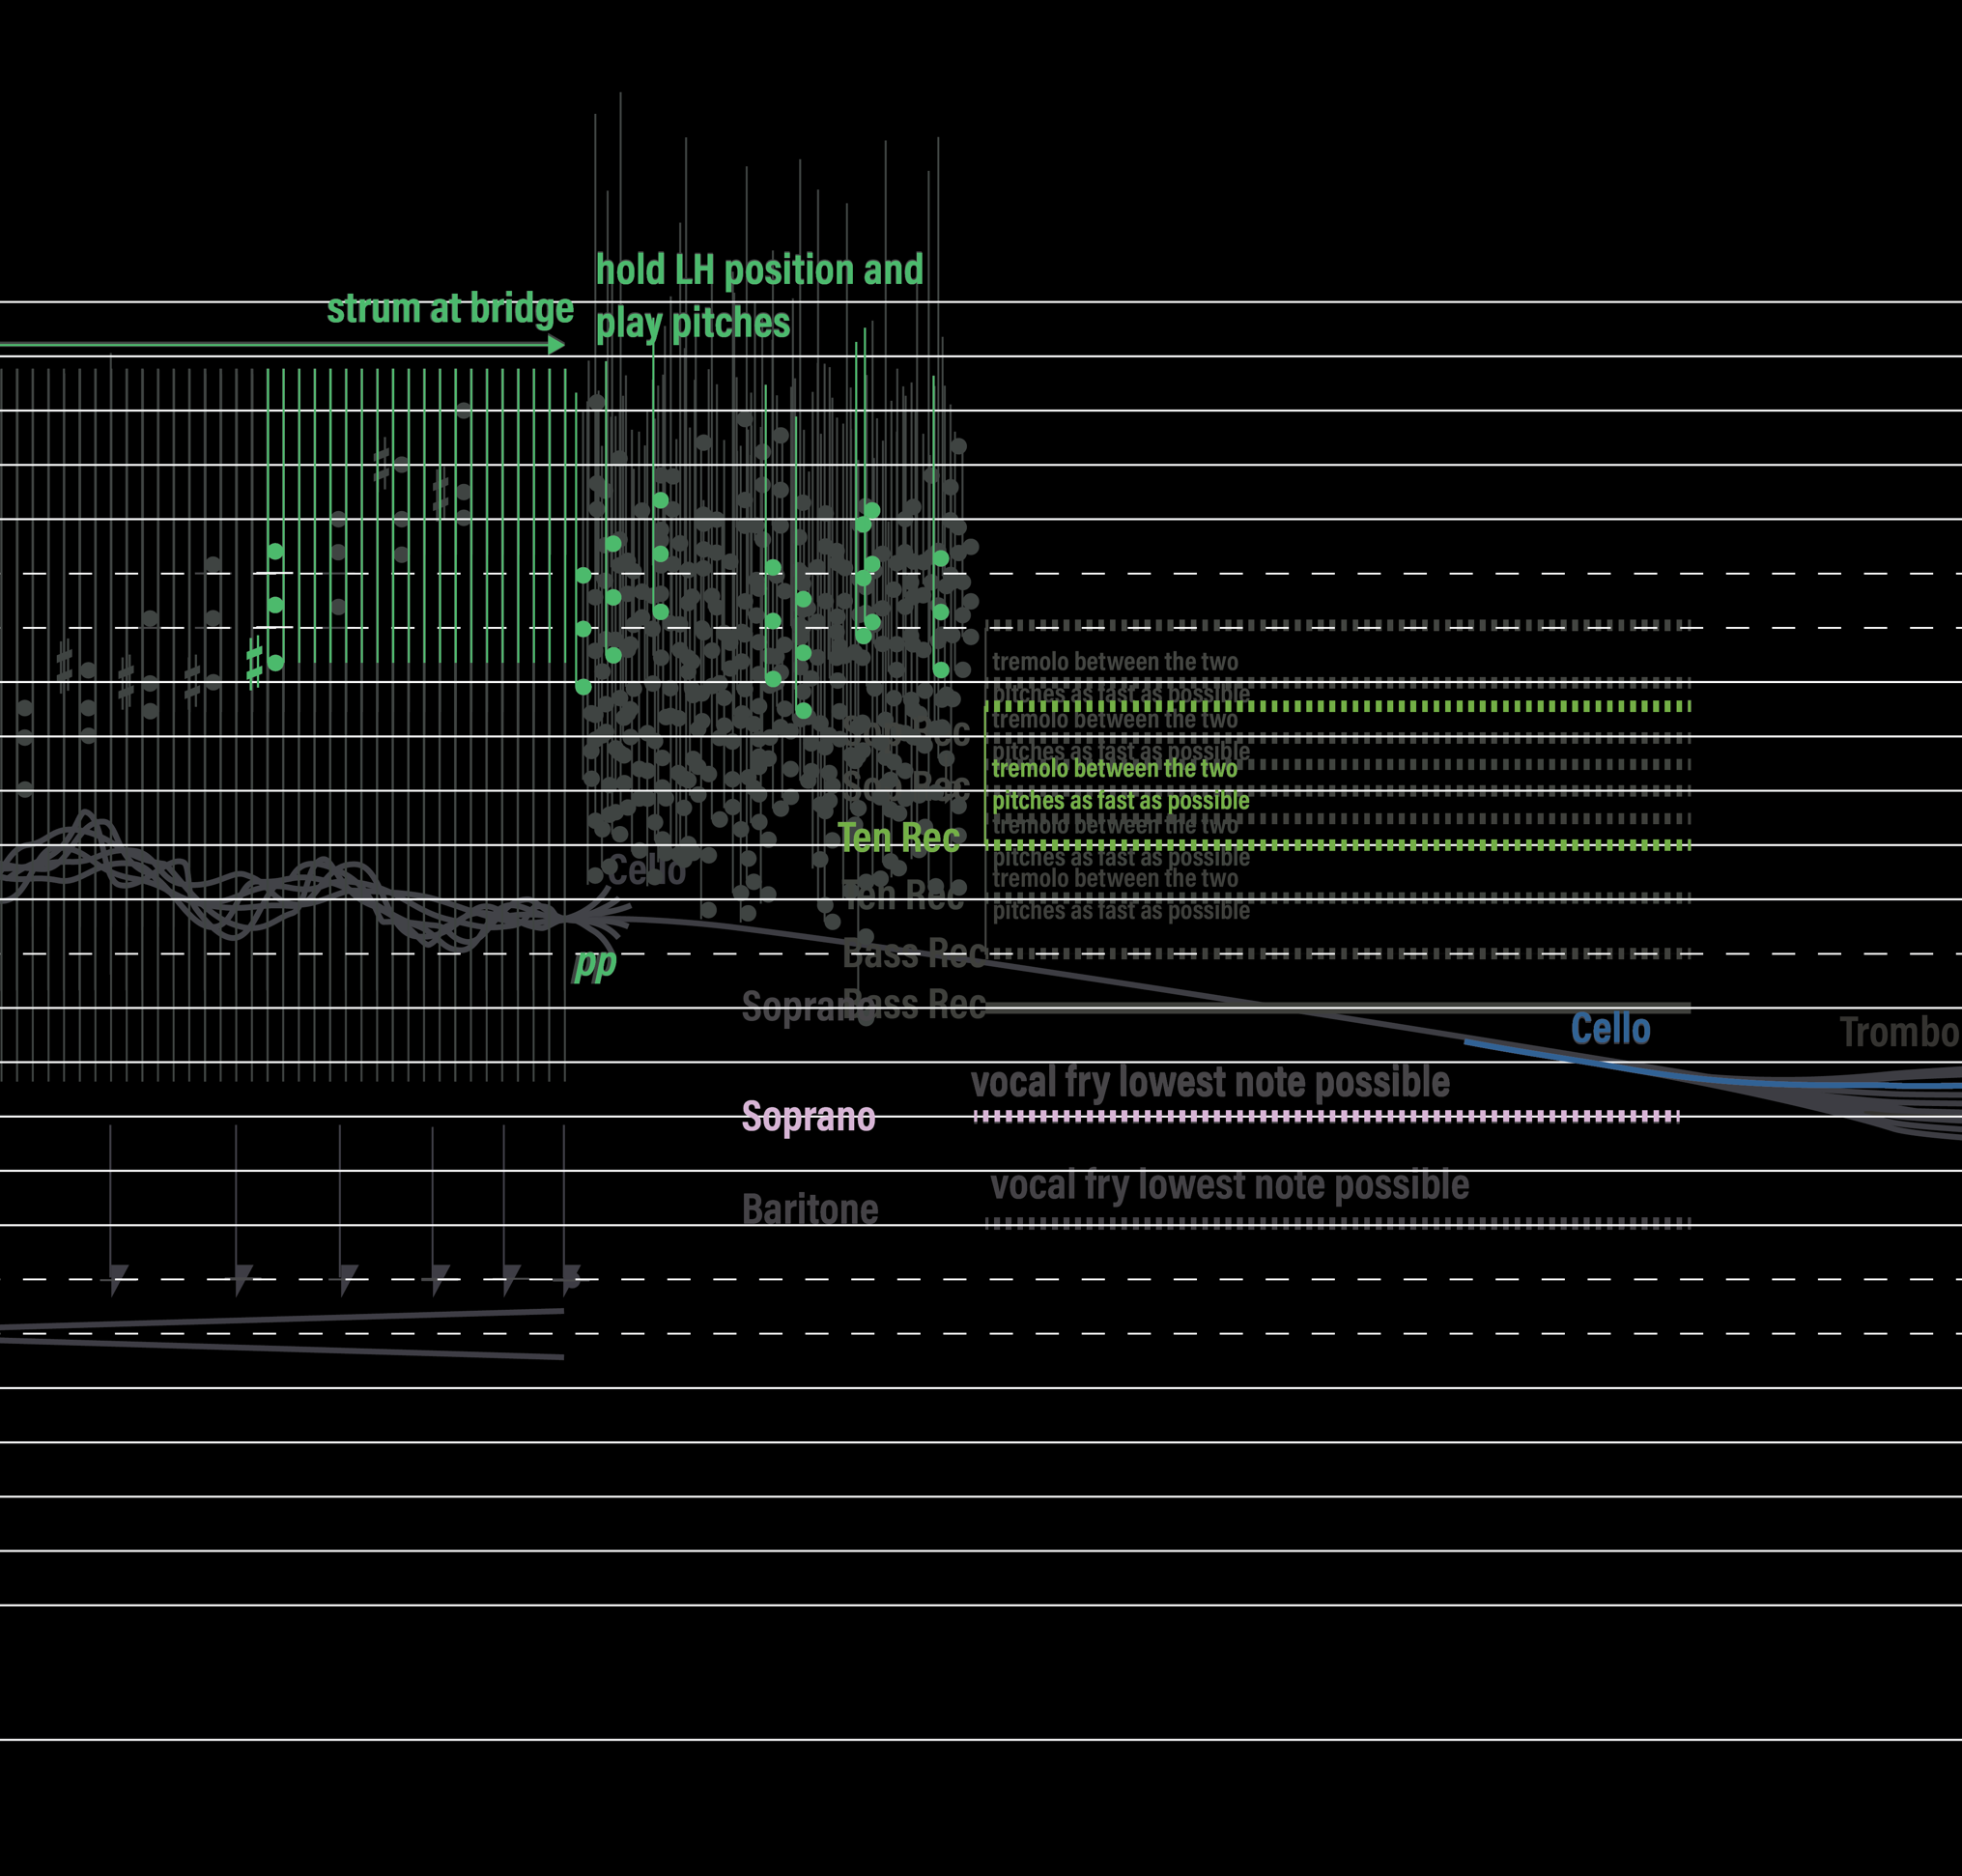 hold LH position and
play pitches
strum at bridge
tremolo between the two
pitches as fast as possible
Rec
tremolo between the two
pitches as fast as possible
tremolo between the two
Rec
pitches as fast as possible
Ten Rec
tremolo between the two
pitches as fast as possible
Cello
tremolo between the two
Ten Rec
pitches as fast as possible
Bass Rec
pp
Soprano
Bass Rec
Cello
Trombo
vocal fry lowest note possible
Soprano
vocal fry lowest note possible
Baritone